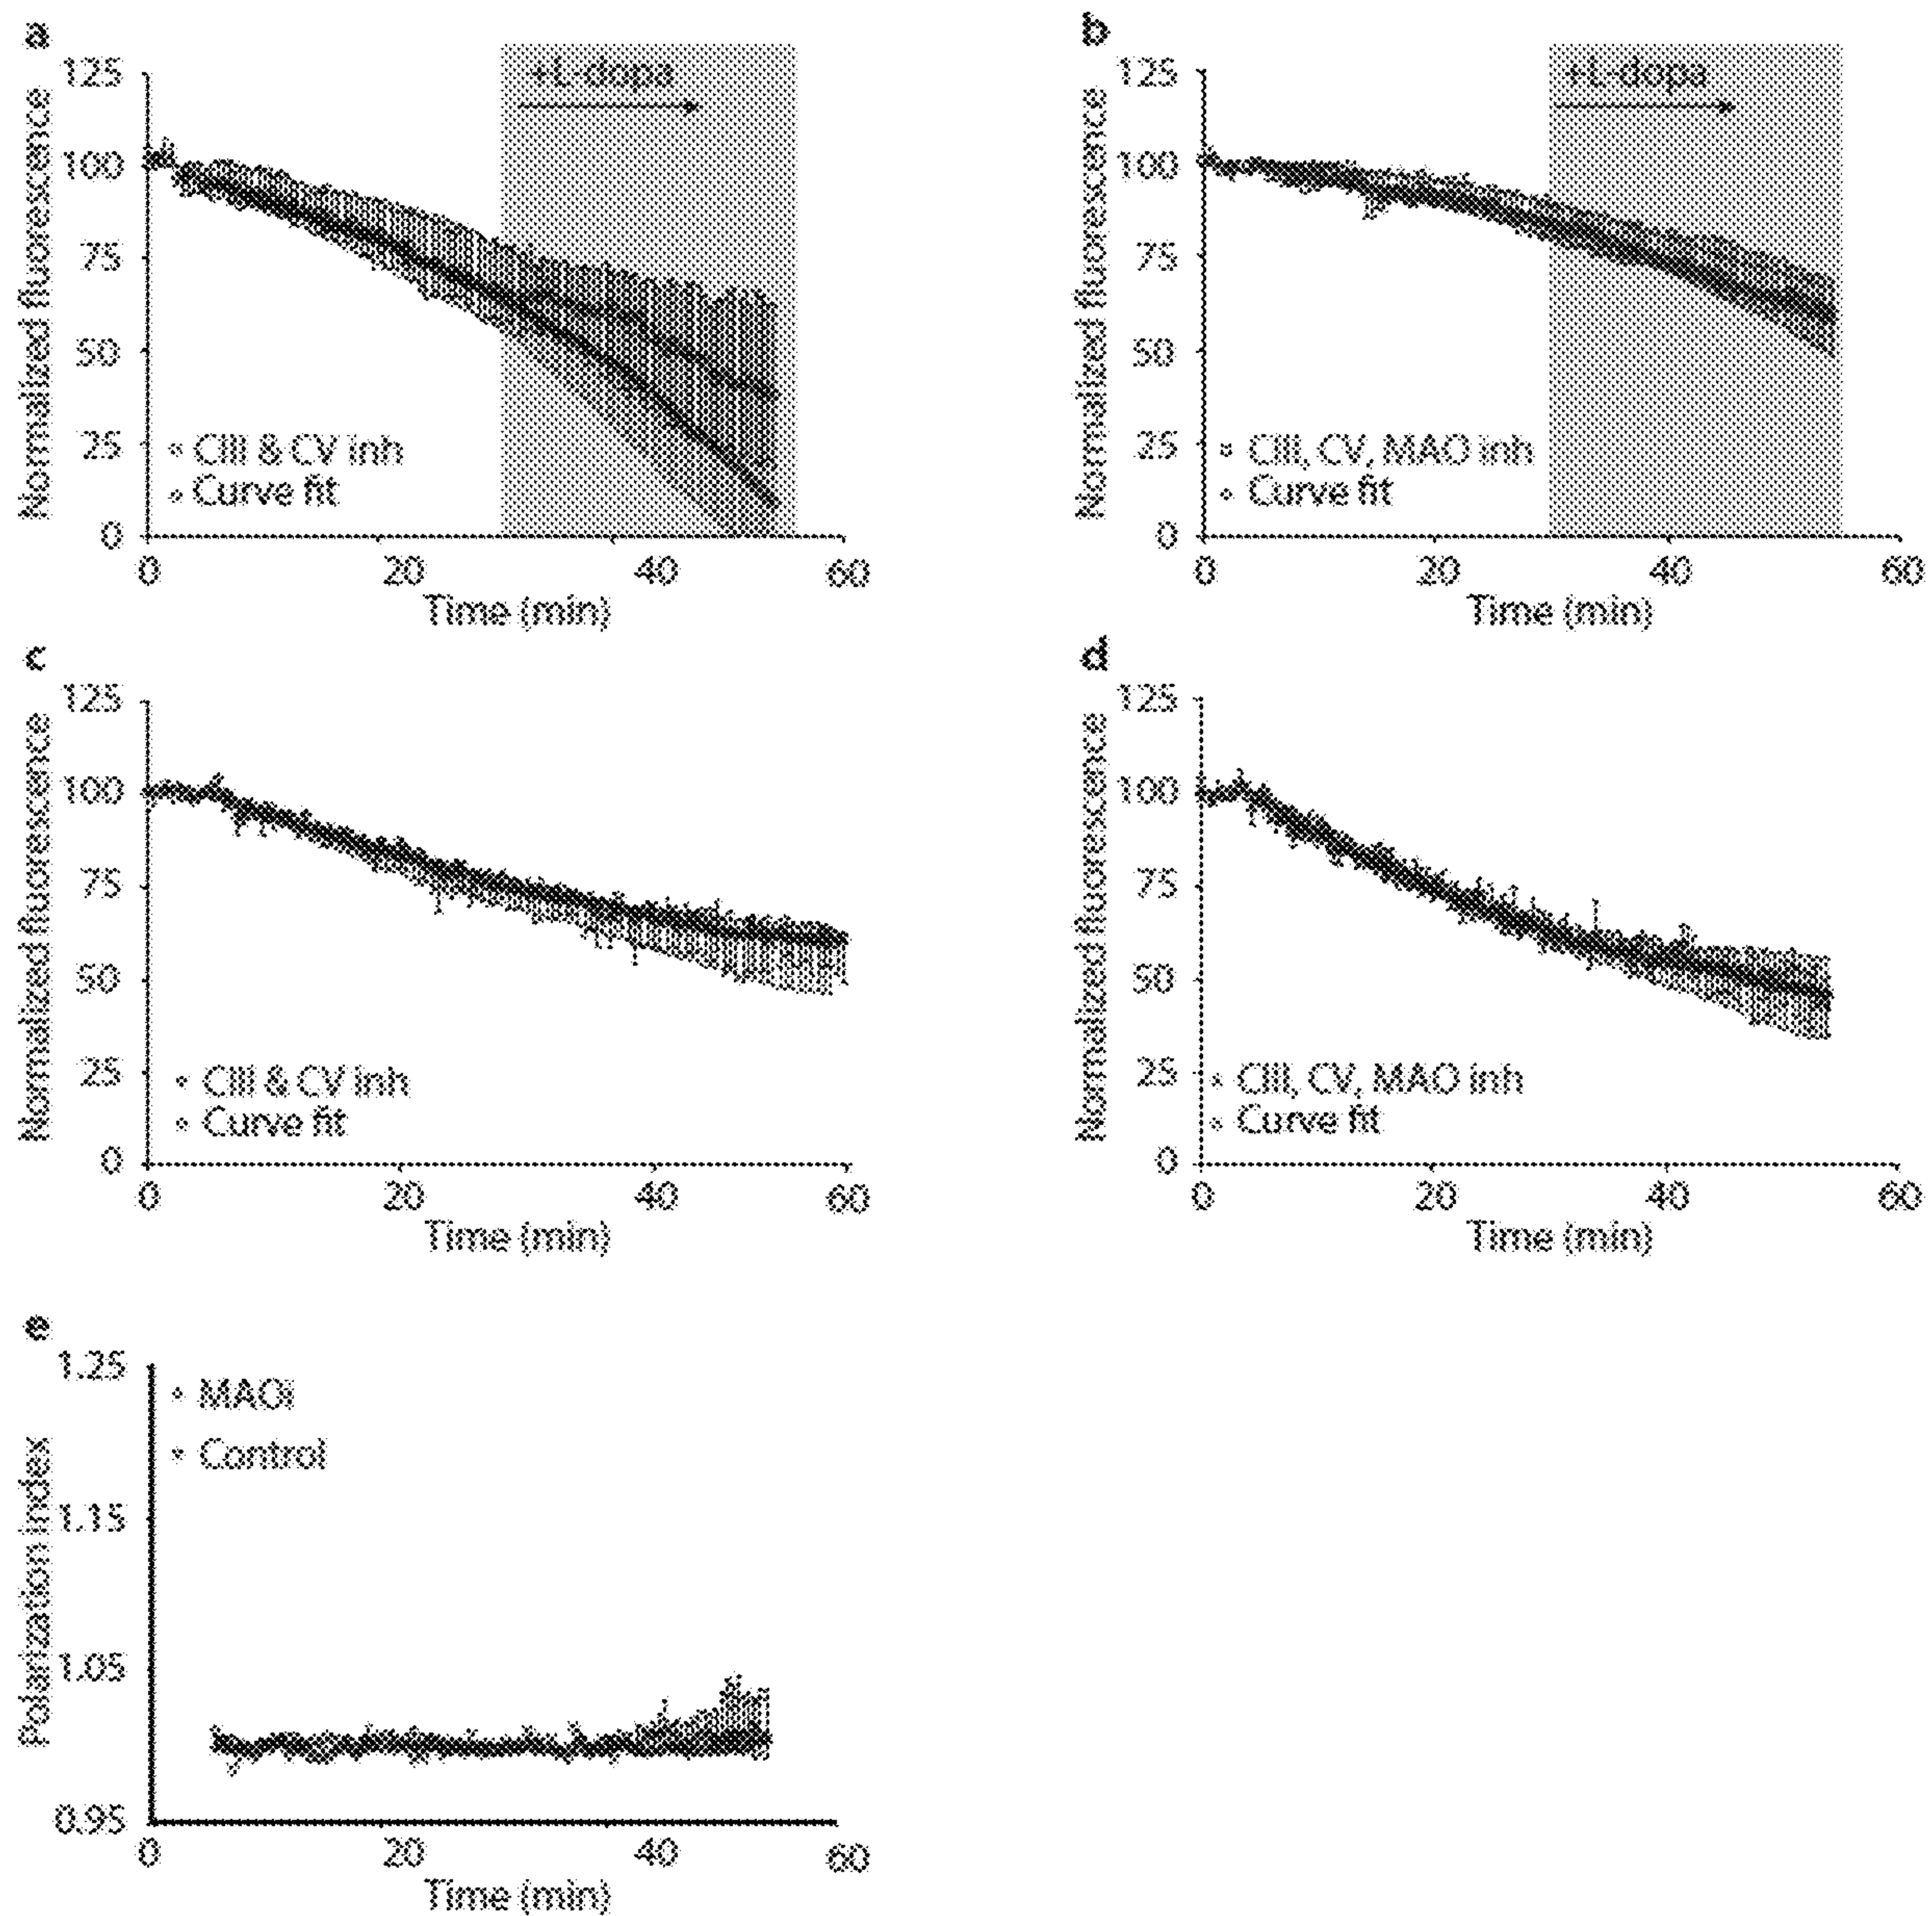 a
125
100
75
50
25
0
Normalized fluorescence
+L-dopa
CIII & CV inh
Curve fit
0 20 40 60
Time (min)
b
125
100
75
50
25
0
Normalized fluorescence
+L-dopa
CIII, CV, MAO inh
Curve fit
0 20 40 60
Time (min)
c
125
100
75
50
25
0
Normalized fluorescence
CIII & CV inh
Curve fit
0 20 40 60
Time (min)
d
125
100
75
50
25
0
Normalized fluorescence
CIII, CV, MAO inh
Curve fit
0 20 40 60
Time (min)
e
1.25
1.15
1.05
0.95
Polarization index
MAOi
Control
0 20 40 60
Time (min)